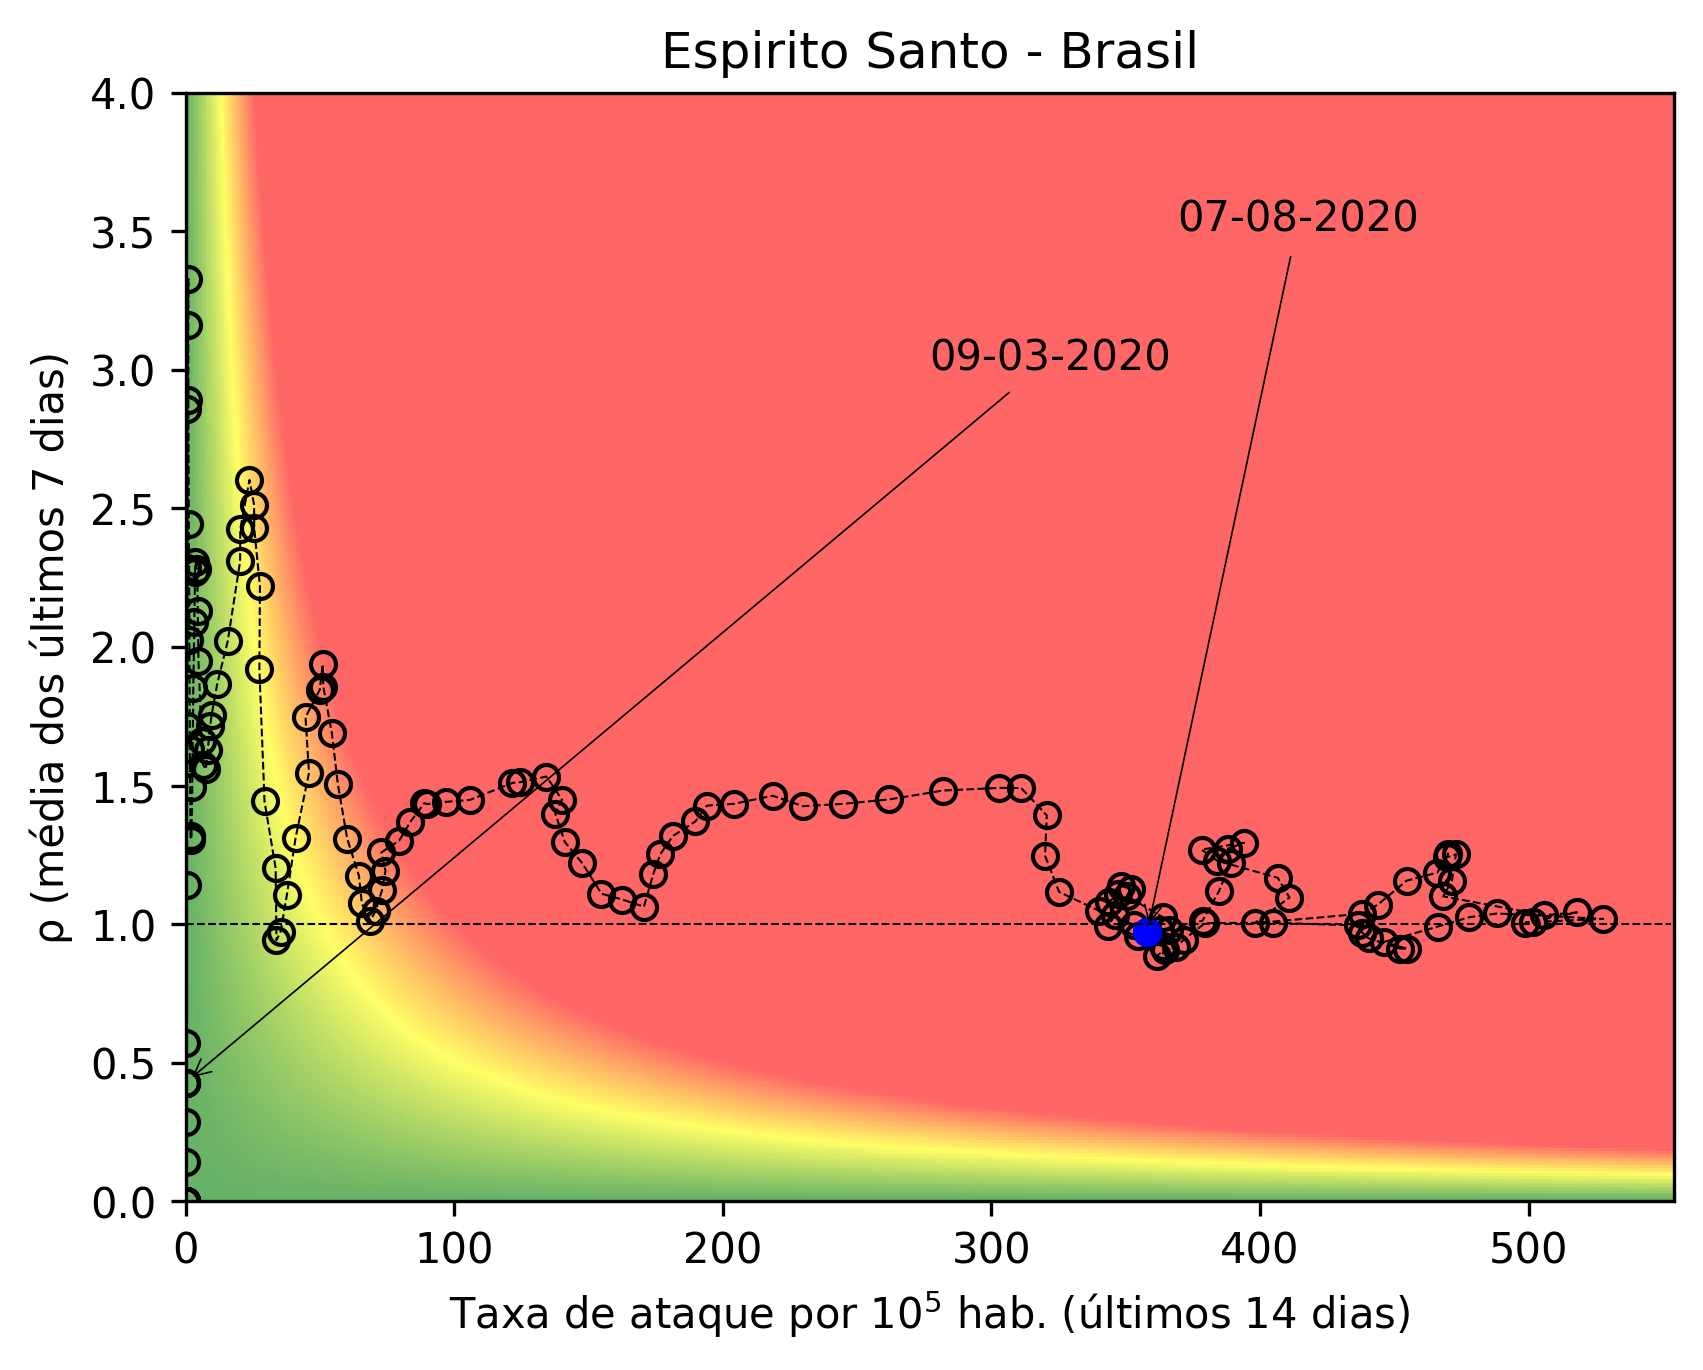 Espirito Santo - Brasil
4.0
3.5
3.0
2.5
2.0
1.5
1.0
0.5
0.0
ρ (média dos últimos 7 dias)
07-08-2020
09-03-2020
0 100 200 300 400 500
Taxa de ataque por 10⁵ hab. (últimos 14 dias)